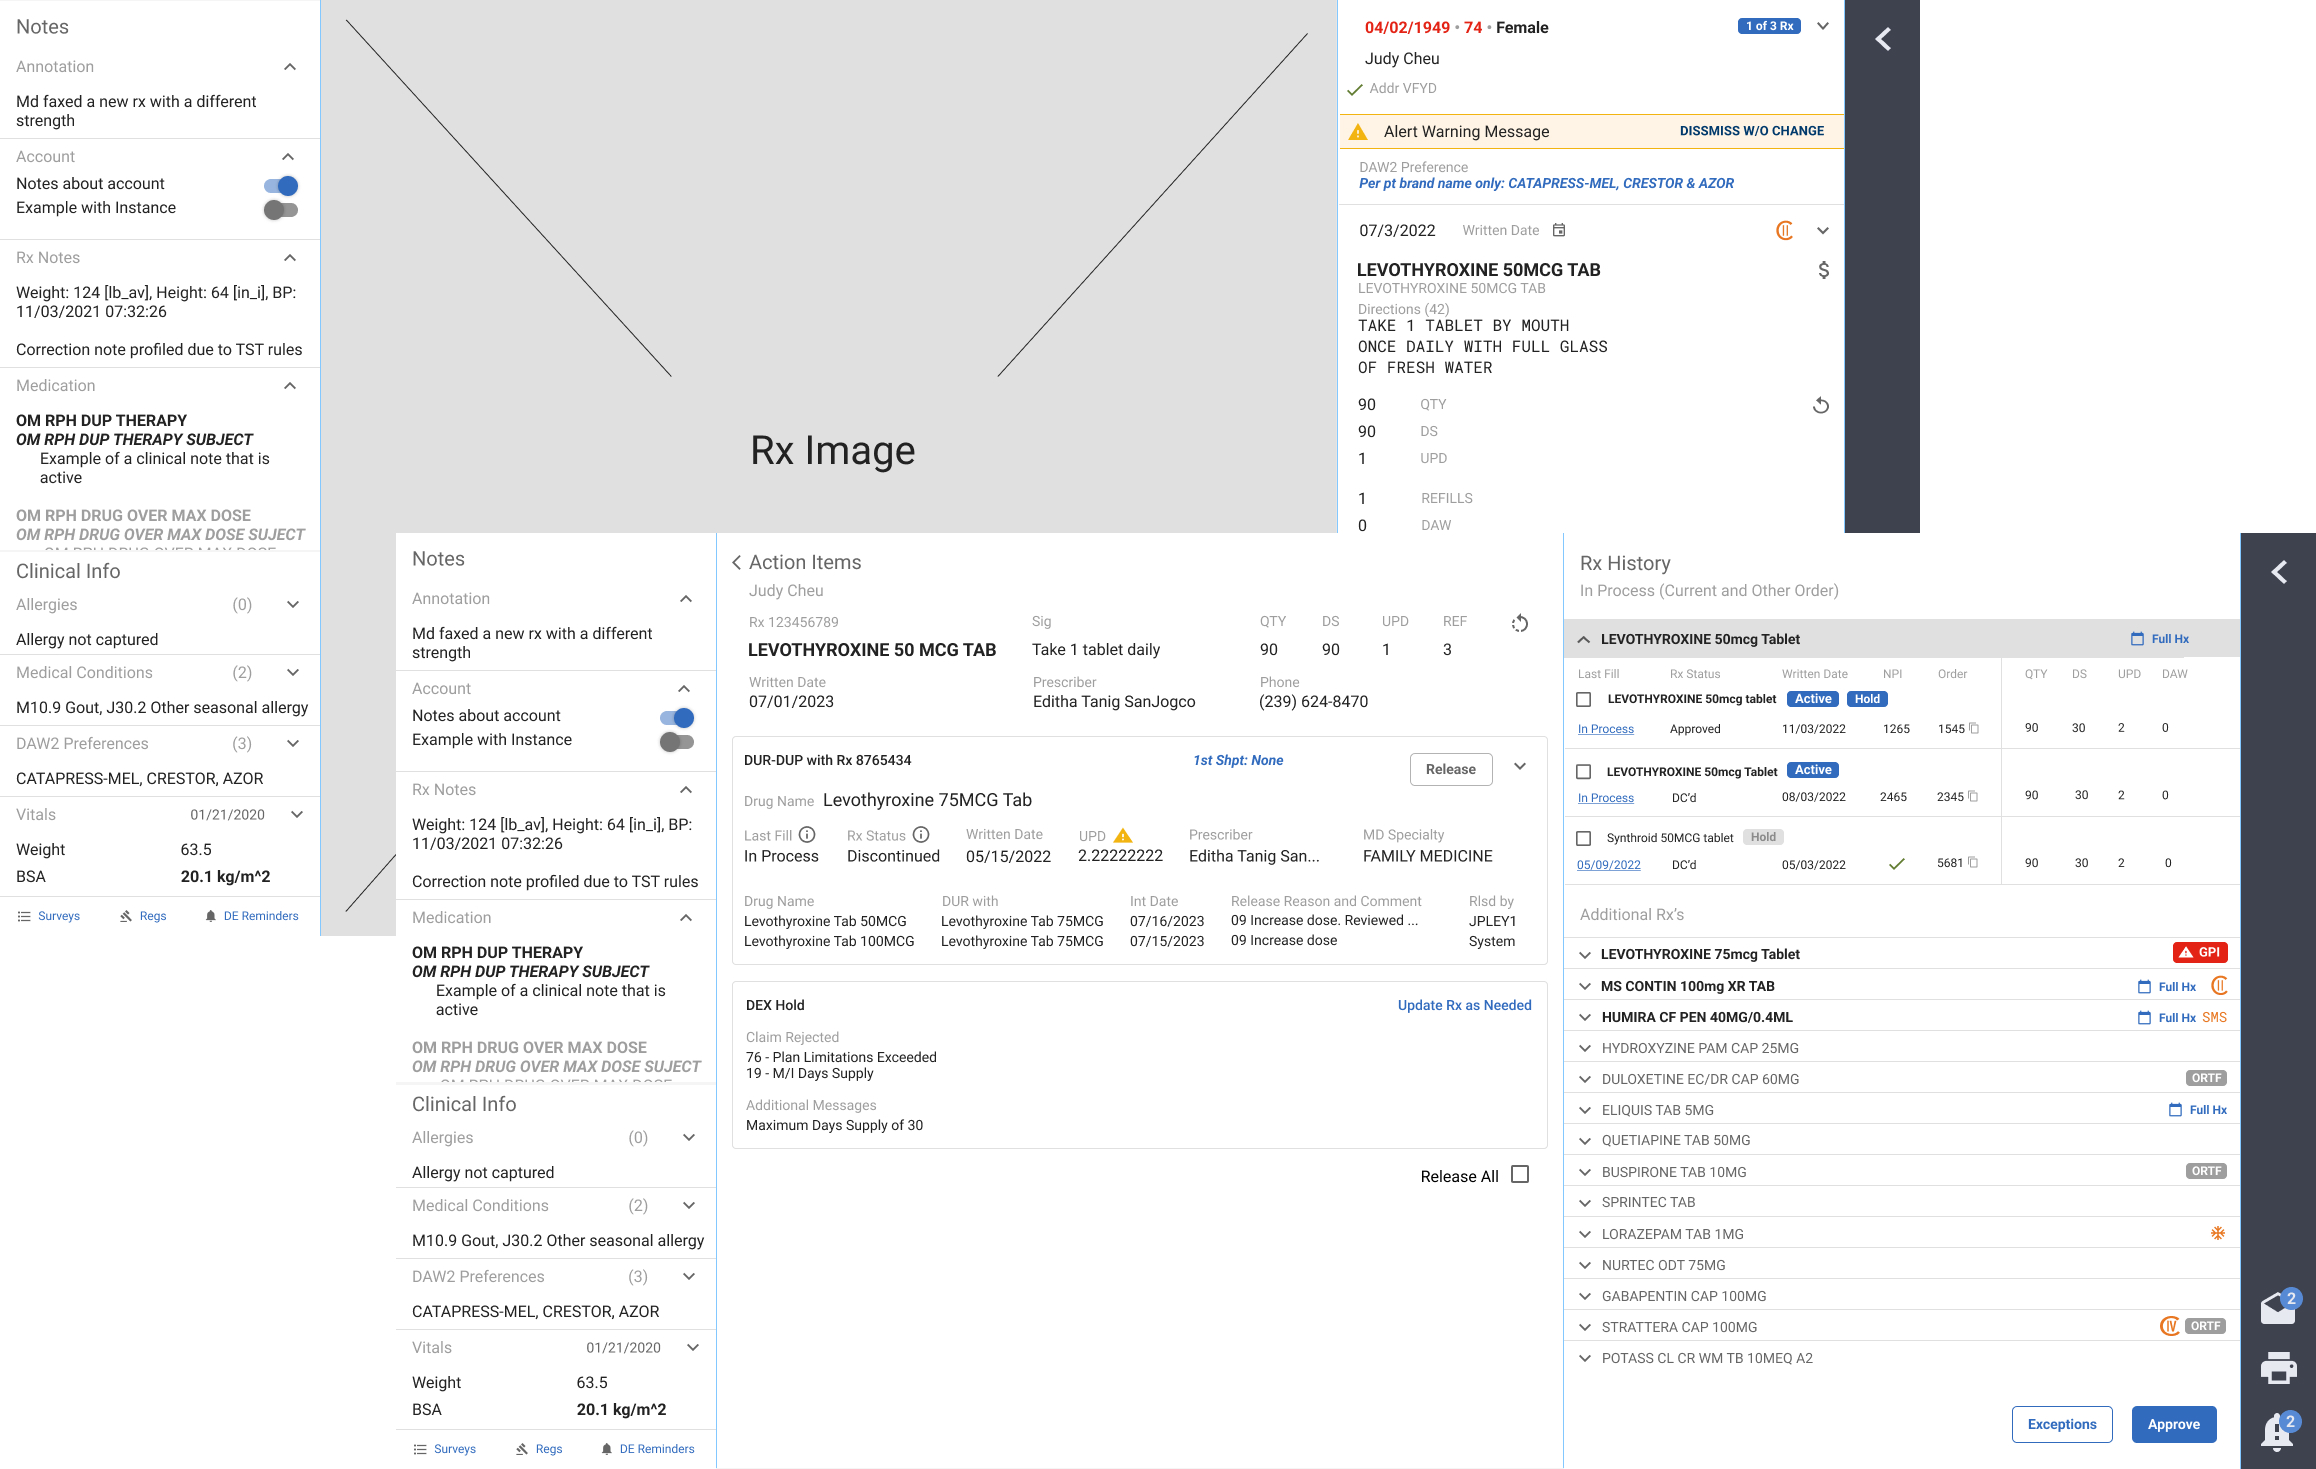 Notes
Annotation
Md faxed a new rx with a different
strength
Account
Notes about account
Example with Instance
Rx Notes
Weight: 124 [lb_av], Height: 64 [in_i], BP:
11/03/2021 07:32:26
Correction note profiled due to TST rules
Medication
OM RPH DUP THERAPY
OM RPH DUP THERAPY SUBJECT
Example of a clinical note that is
active
OM RPH DRUG OVER MAX DOSE
OM RPH DRUG OVER MAX DOSE SUJECT
OM RPH DRUG OVER MAX DOSE
Clinical Info
Allergies (0)
Allergy not captured
Medical Conditions (2)
M10.9 Gout, J30.2 Other seasonal allergy
DAW2 Preferences (3)
CATAPRESS-MEL, CRESTOR, AZOR
Vitals 01/21/2020
Weight 63.5
BSA 20.1 kg/m^2
Surveys Regs DE Reminders
Rx Image
04/02/1949 • 74 • Female 1 of 3 Rx
Judy Cheu
Addr VFYD
Alert Warning Message DISSMISS W/O CHANGE
DAW2 Preference
Per pt brand name only: CATAPRESS-MEL, CRESTOR & AZOR
07/3/2022 Written Date CII
LEVOTHYROXINE 50MCG TAB $
LEVOTHYROXINE 50MCG TAB
Directions (42)
TAKE 1 TABLET BY MOUTH
ONCE DAILY WITH FULL GLASS
OF FRESH WATER
90 QTY
90 DS
1 UPD
1 REFILLS
0 DAW
Notes
Annotation
Md faxed a new rx with a different
strength
Account
Notes about account
Example with Instance
Rx Notes
Weight: 124 [lb_av], Height: 64 [in_i], BP:
11/03/2021 07:32:26
Correction note profiled due to TST rules
Medication
OM RPH DUP THERAPY
OM RPH DUP THERAPY SUBJECT
Example of a clinical note that is
active
OM RPH DRUG OVER MAX DOSE
OM RPH DRUG OVER MAX DOSE SUJECT
OM RPH DRUG OVER MAX DOSE
Clinical Info
Allergies (0)
Allergy not captured
Medical Conditions (2)
M10.9 Gout, J30.2 Other seasonal allergy
DAW2 Preferences (3)
CATAPRESS-MEL, CRESTOR, AZOR
Vitals 01/21/2020
Weight 63.5
BSA 20.1 kg/m^2
Surveys Regs DE Reminders
Action Items
Judy Cheu
Rx 123456789 Sig QTY DS UPD REF
LEVOTHYROXINE 50 MCG TAB Take 1 tablet daily 90 90 1 3
Written Date Prescriber Phone
07/01/2023 Editha Tanig SanJogco (239) 624-8470
DUR-DUP with Rx 8765434 1st Shpt: None Release
Drug Name Levothyroxine 75MCG Tab
Last Fill Rx Status Written Date UPD Prescriber MD Specialty
In Process Discontinued 05/15/2022 2.22222222 Editha Tanig San... FAMILY MEDICINE
Drug Name DUR with Int Date Release Reason and Comment Rlsd by
Levothyroxine Tab 50MCG Levothyroxine Tab 75MCG 07/16/2023 09 Increase dose. Reviewed ... JPLEY1
Levothyroxine Tab 100MCG Levothyroxine Tab 75MCG 07/15/2023 09 Increase dose System
DEX Hold Update Rx as Needed
Claim Rejected
76 - Plan Limitations Exceeded
19 - M/I Days Supply
Additional Messages
Maximum Days Supply of 30
Release All
Rx History
In Process (Current and Other Order)
LEVOTHYROXINE 50mcg Tablet Full Hx
Last Fill Rx Status Written Date NPI Order QTY DS UPD DAW
LEVOTHYROXINE 50mcg tablet Active Hold
In Process Approved 11/03/2022 1265 1545 90 30 2 0
LEVOTHYROXINE 50mcg Tablet Active
In Process DC'd 08/03/2022 2465 2345 90 30 2 0
Synthroid 50MCG tablet Hold
05/09/2022 DC'd 05/03/2022 5681 90 30 2 0
Additional Rx's
LEVOTHYROXINE 75mcg Tablet GPI
MS CONTIN 100mg XR TAB Full Hx CII
HUMIRA CF PEN 40MG/0.4ML Full Hx SMS
HYDROXYZINE PAM CAP 25MG
DULOXETINE EC/DR CAP 60MG ORTF
ELIQUIS TAB 5MG Full Hx
QUETIAPINE TAB 50MG
BUSPIRONE TAB 10MG ORTF
SPRINTEC TAB
LORAZEPAM TAB 1MG
NURTEC ODT 75MG
GABAPENTIN CAP 100MG
STRATTERA CAP 100MG CIV ORTF
POTASS CL CR WM TB 10MEQ A2
Exceptions Approve
2
2